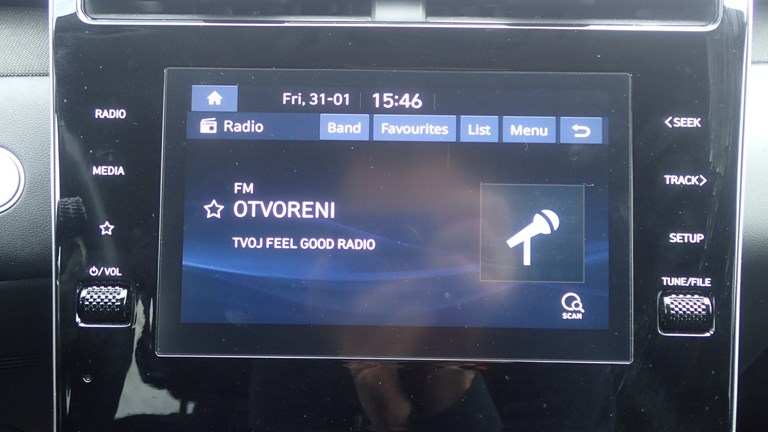 Fri, 31-01 15:46
Radio Band Favourites List Menu
FM
OTVORENI
TVOJ FEEL GOOD RADIO
SCAN
RADIO
MEDIA
/VOL
<SEEK
TRACK>
SETUP
TUNE/FILE